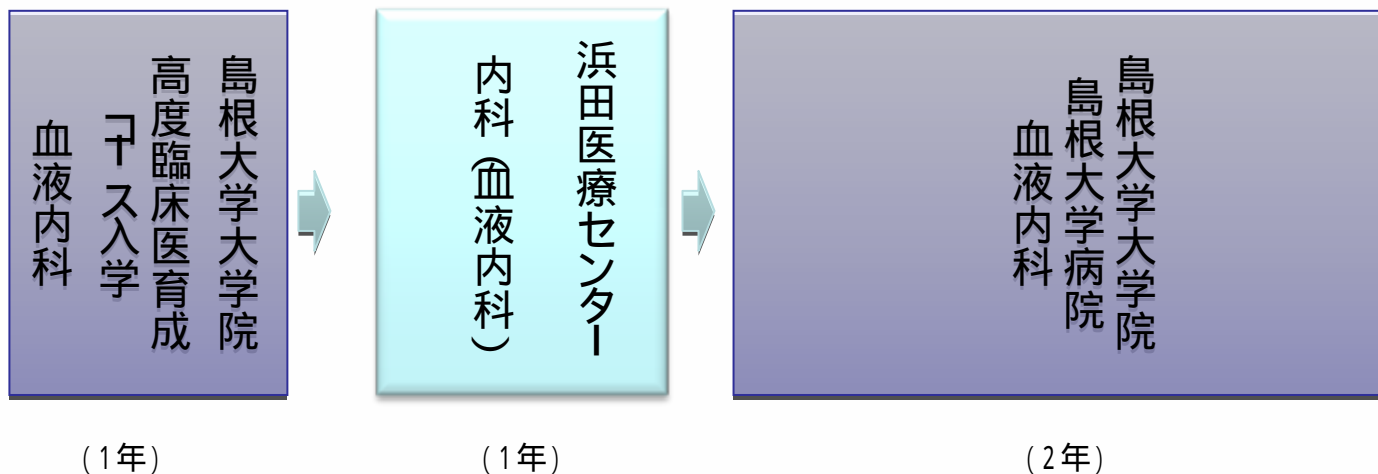 島根大学大学院
高度臨床医育成
コース入学
血液内科
浜田医療センター
内科(血液内科)
島根大学大学院
島根大学病院
血液内科
(1年)
(1年)
(2年)